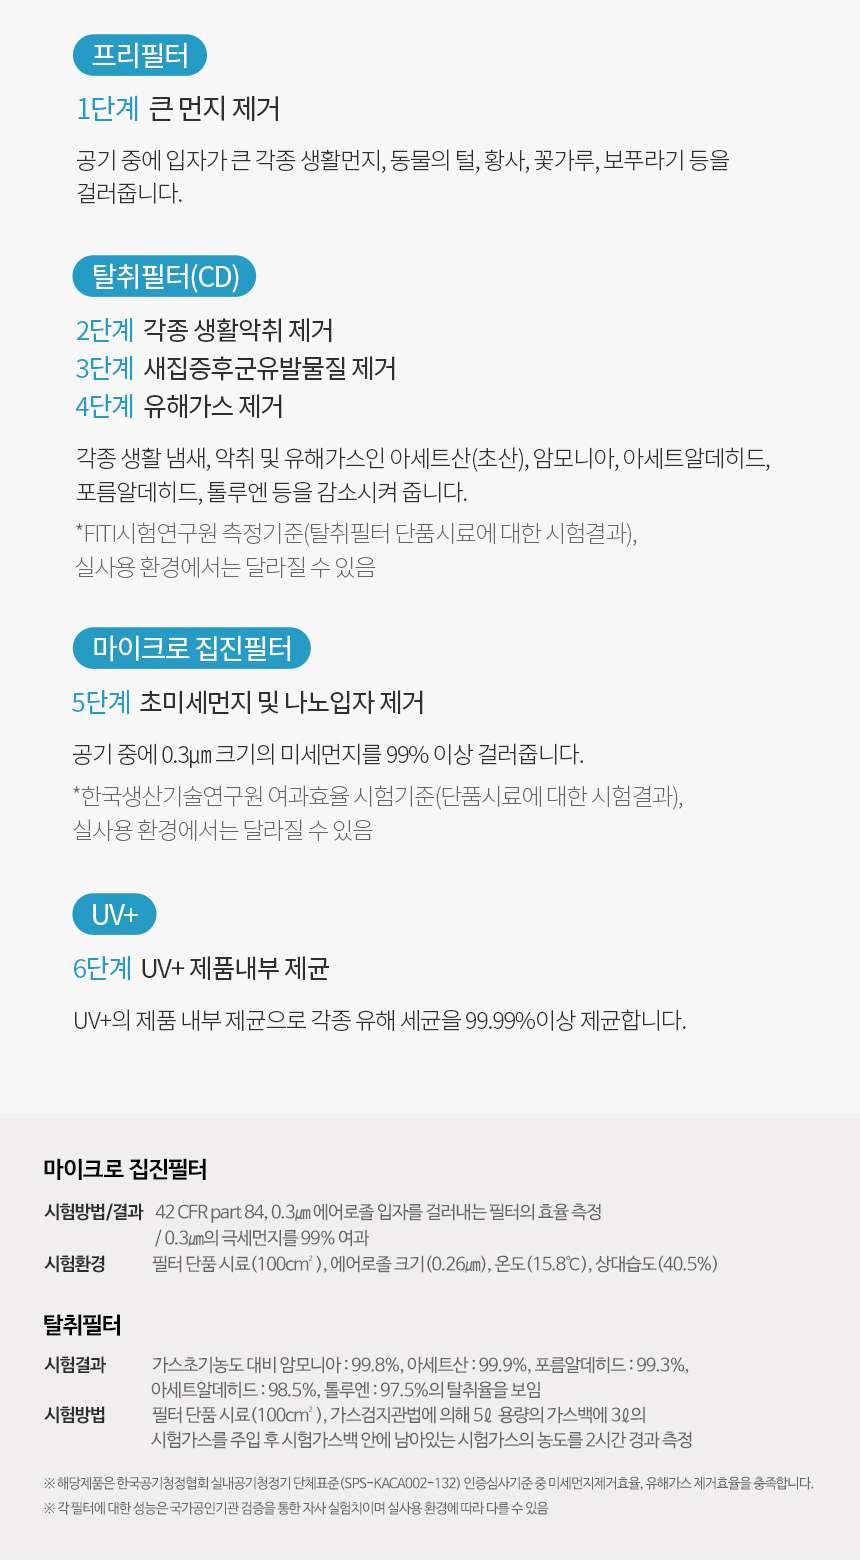 프리필터
1단계 큰 먼지 제거
공기 중에 입자가 큰 각종 생활먼지, 동물의 털, 황사, 꽃가루, 보푸라기 등을
걸러줍니다.
탈취필터(CD)
2단계 각종 생활악취 제거
3단계 새집증후군유발물질 제거
4단계 유해가스 제거
각종 생활 냄새, 악취 및 유해가스인 아세트산(초산), 암모니아, 아세트알데히드,
포름알데히드, 톨루엔 등을 감소시켜 줍니다.
*FITI시험연구원 측정기준(탈취필터 단품시료에 대한 시험결과),
실사용 환경에서는 달라질 수 있음
마이크로 집진필터
5단계 초미세먼지 및 나노입자 제거
공기 중에 0.3㎛ 크기의 미세먼지를 99% 이상 걸러줍니다.
*한국생산기술연구원 여과효율 시험기준(단품시료에 대한 시험결과),
실사용 환경에서는 달라질 수 있음
UV+
6단계 UV+ 제품내부 제균
UV+의 제품 내부 제균으로 각종 유해 세균을 99.99%이상 제균합니다.
마이크로 집진필터
시험방법/결과 42 CFR part 84, 0.3㎛ 에어로졸 입자를 걸러내는 필터의 효율 측정
/ 0.3㎛의 극세먼지를 99% 여과
시험환경 필터 단품 시료(100cm²), 에어로졸 크기(0.26㎛), 온도(15.8℃), 상대습도(40.5%)
탈취필터
시험결과 가스초기농도 대비 암모니아 : 99.8%, 아세트산 : 99.9%, 포름알데히드 : 99.3%,
아세트알데히드 : 98.5%, 톨루엔 : 97.5%의 탈취율을 보임
시험방법 필터 단품 시료(100cm²), 가스검지관법에 의해 5ℓ 용량의 가스백에 3ℓ의
시험가스를 주입 후 시험가스백 안에 남아있는 시험가스의 농도를 2시간 경과 측정
※ 해당제품은 한국공기청정협회 실내공기청정기 단체표준(SPS-KACA002-132) 인증심사기준 중 미세먼지제거효율, 유해가스 제거효율을 충족합니다.
※ 각 필터에 대한 성능은 국가공인기관 검증을 통한 자사 실험치이며 실사용 환경에 따라 다를 수 있음